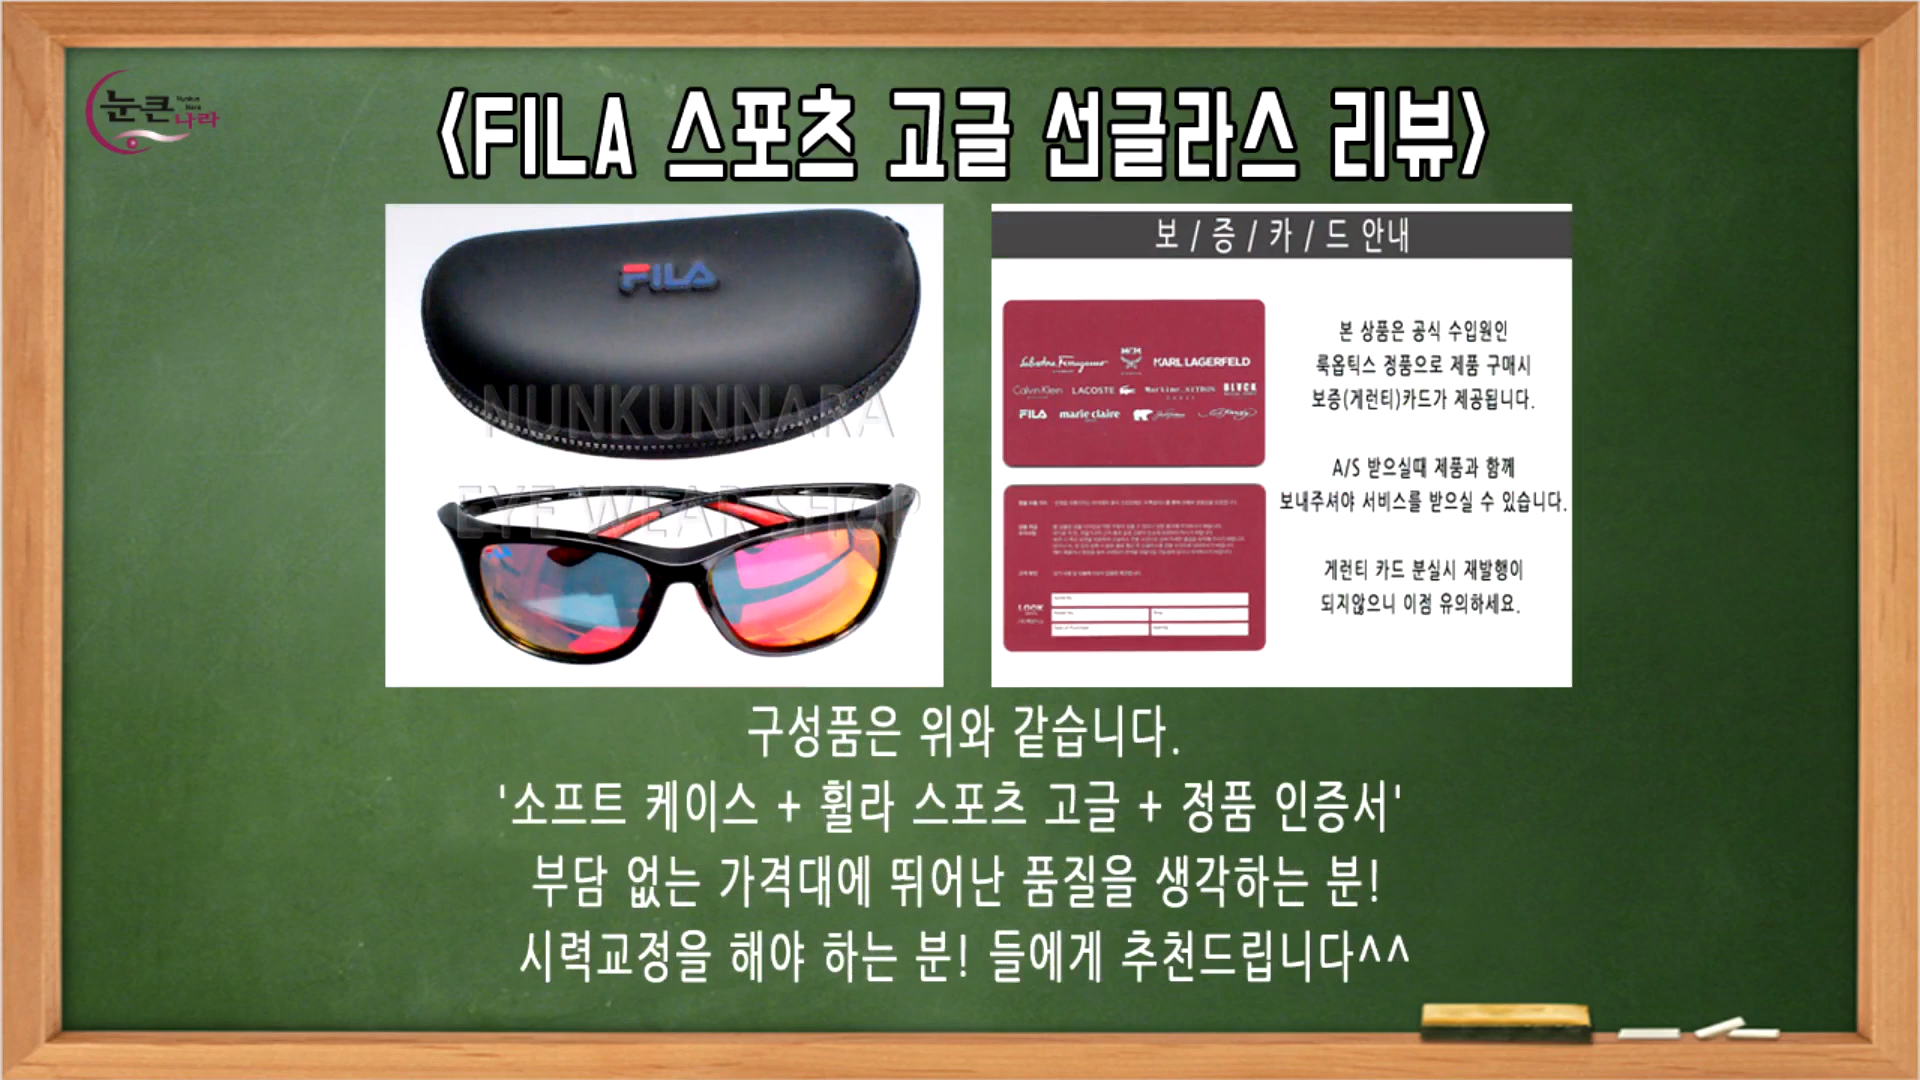 눈큰
Nunkun
Nara
나라
<FILA 스포츠 고글 선글라스 리뷰>
FILA
NUNKUNNARA
EYE WEAR SHOP
보 / 증 / 카 / 드 안내
Salvatore Ferragamo
MCM
KARL LAGERFELD
Calvin Klein
LACOSTE
FILA
marie claire
LOOK
본 상품은 공식 수입원인
룩옵틱스 정품으로 제품 구매시
보증(게런티)카드가 제공됩니다.
A/S 받으실때 제품과 함께
보내주셔야 서비스를 받으실 수 있습니다.
게런티 카드 분실시 재발행이
되지않으니 이점 유의하세요.
구성품은 위와 같습니다.
'소프트 케이스 + 휠라 스포츠 고글 + 정품 인증서'
부담 없는 가격대에 뛰어난 품질을 생각하는 분!
시력교정을 해야 하는 분! 들에게 추천드립니다^^